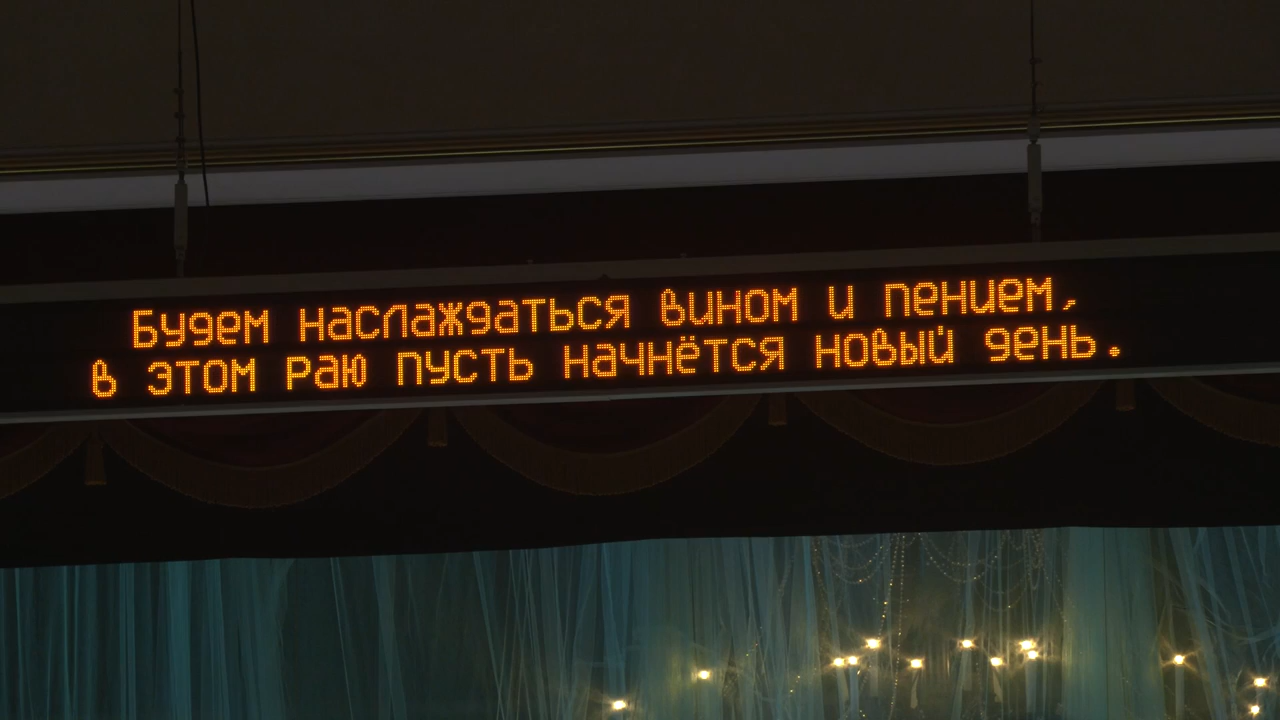 Будем наслаждаться вином и пением,
в этом раю пусть начнётся новый день.